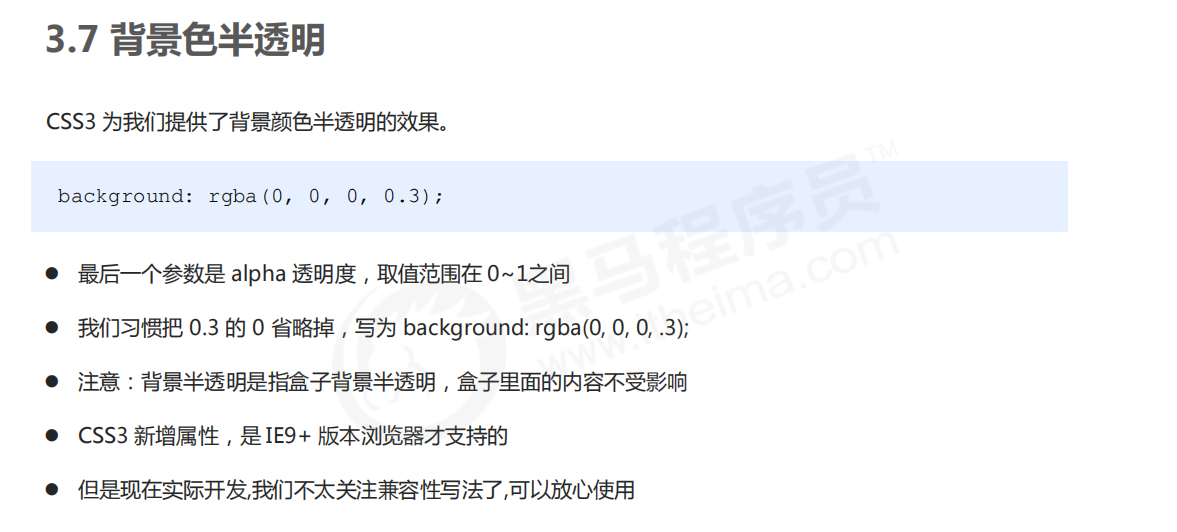 3.7 背景色半透明
CSS3 为我们提供了背景颜色半透明的效果。
background: rgba(0, 0, 0, 0.3);
● 最后一个参数是 alpha 透明度，取值范围在 0~1之间
● 我们习惯把 0.3 的 0 省略掉，写为 background: rgba(0, 0, 0, .3);
● 注意：背景半透明是指盒子背景半透明，盒子里面的内容不受影响
● CSS3 新增属性，是 IE9+ 版本浏览器才支持的
● 但是现在实际开发,我们不太关注兼容性写法了,可以放心使用
黑马程序员™
www.itheima.com